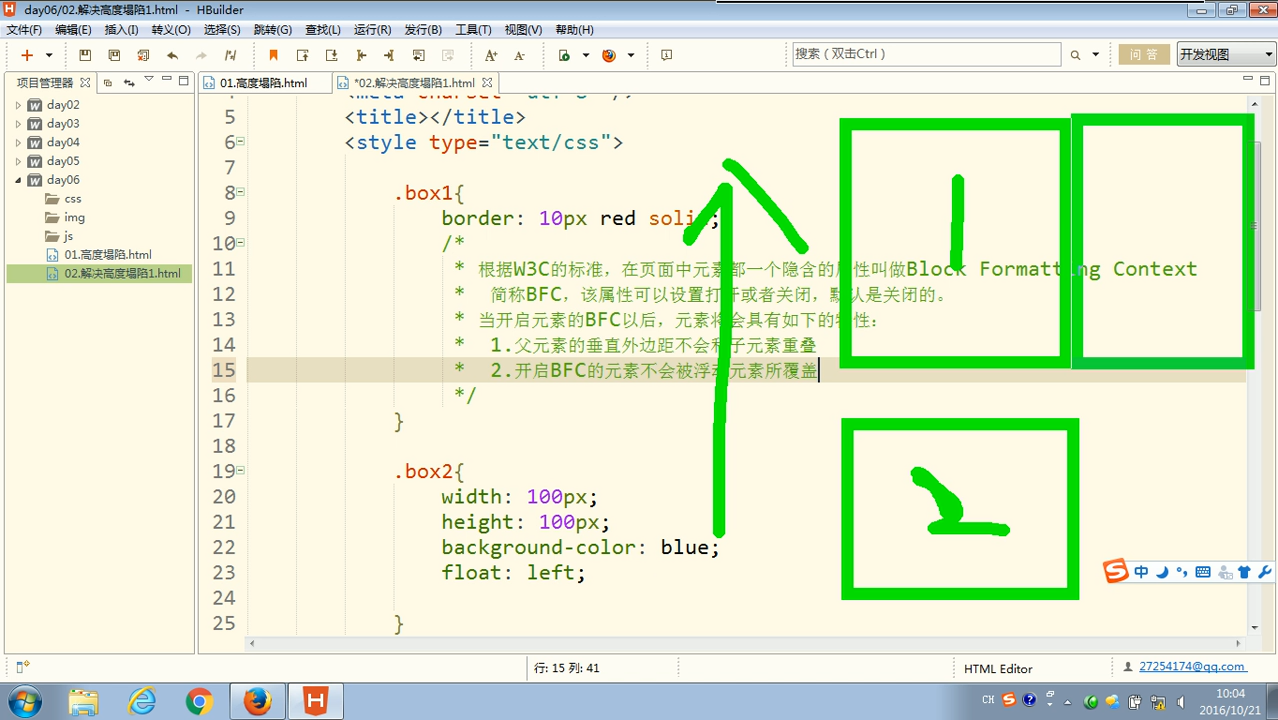 day06/02.解决高度塌陷1.html - HBuilder
文件(F) 编辑(E) 插入(I) 转义(O) 选择(S) 跳转(G) 查找(L) 运行(R) 发行(B) 工具(T) 视图(V) 帮助(H)
搜索（双击Ctrl） 问 答 开发视图
项目管理器 01.高度塌陷.html *02.解决高度塌陷1.html
day02
day03
day04
day05
day06
css
img
js
01.高度塌陷.html
02.解决高度塌陷1.html
5 <title></title>
6 <style type="text/css">
7
8 .box1{
9 border: 10px red solid;
10 /*
11 * 根据W3C的标准，在页面中元素都一个隐含的属性叫做Block Formatting Context
12 * 简称BFC，该属性可以设置打开或者关闭，默认是关闭的。
13 * 当开启元素的BFC以后，元素将会具有如下的特性：
14 * 1.父元素的垂直外边距不会和子元素重叠
15 * 2.开启BFC的元素不会被浮动元素所覆盖
16 */
17 }
18
19 .box2{
20 width: 100px;
21 height: 100px;
22 background-color: blue;
23 float: left;
24
25 }
1
2
中
行: 15 列: 41 HTML Editor 27254174@qq.com
CH 10:04
2016/10/21